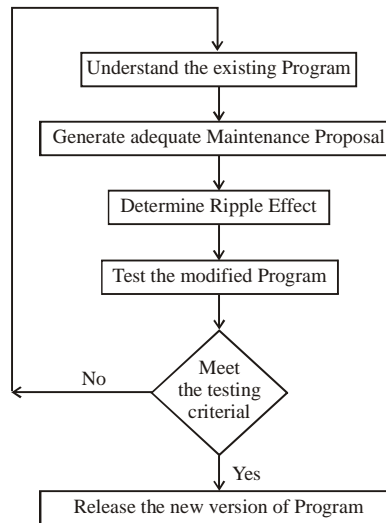 Understand the existing Program
Generate adequate Maintenance Proposal
Determine Ripple Effect
Test the modified Program
Meet
the testing
criterial
No
Yes
Release the new version of Program